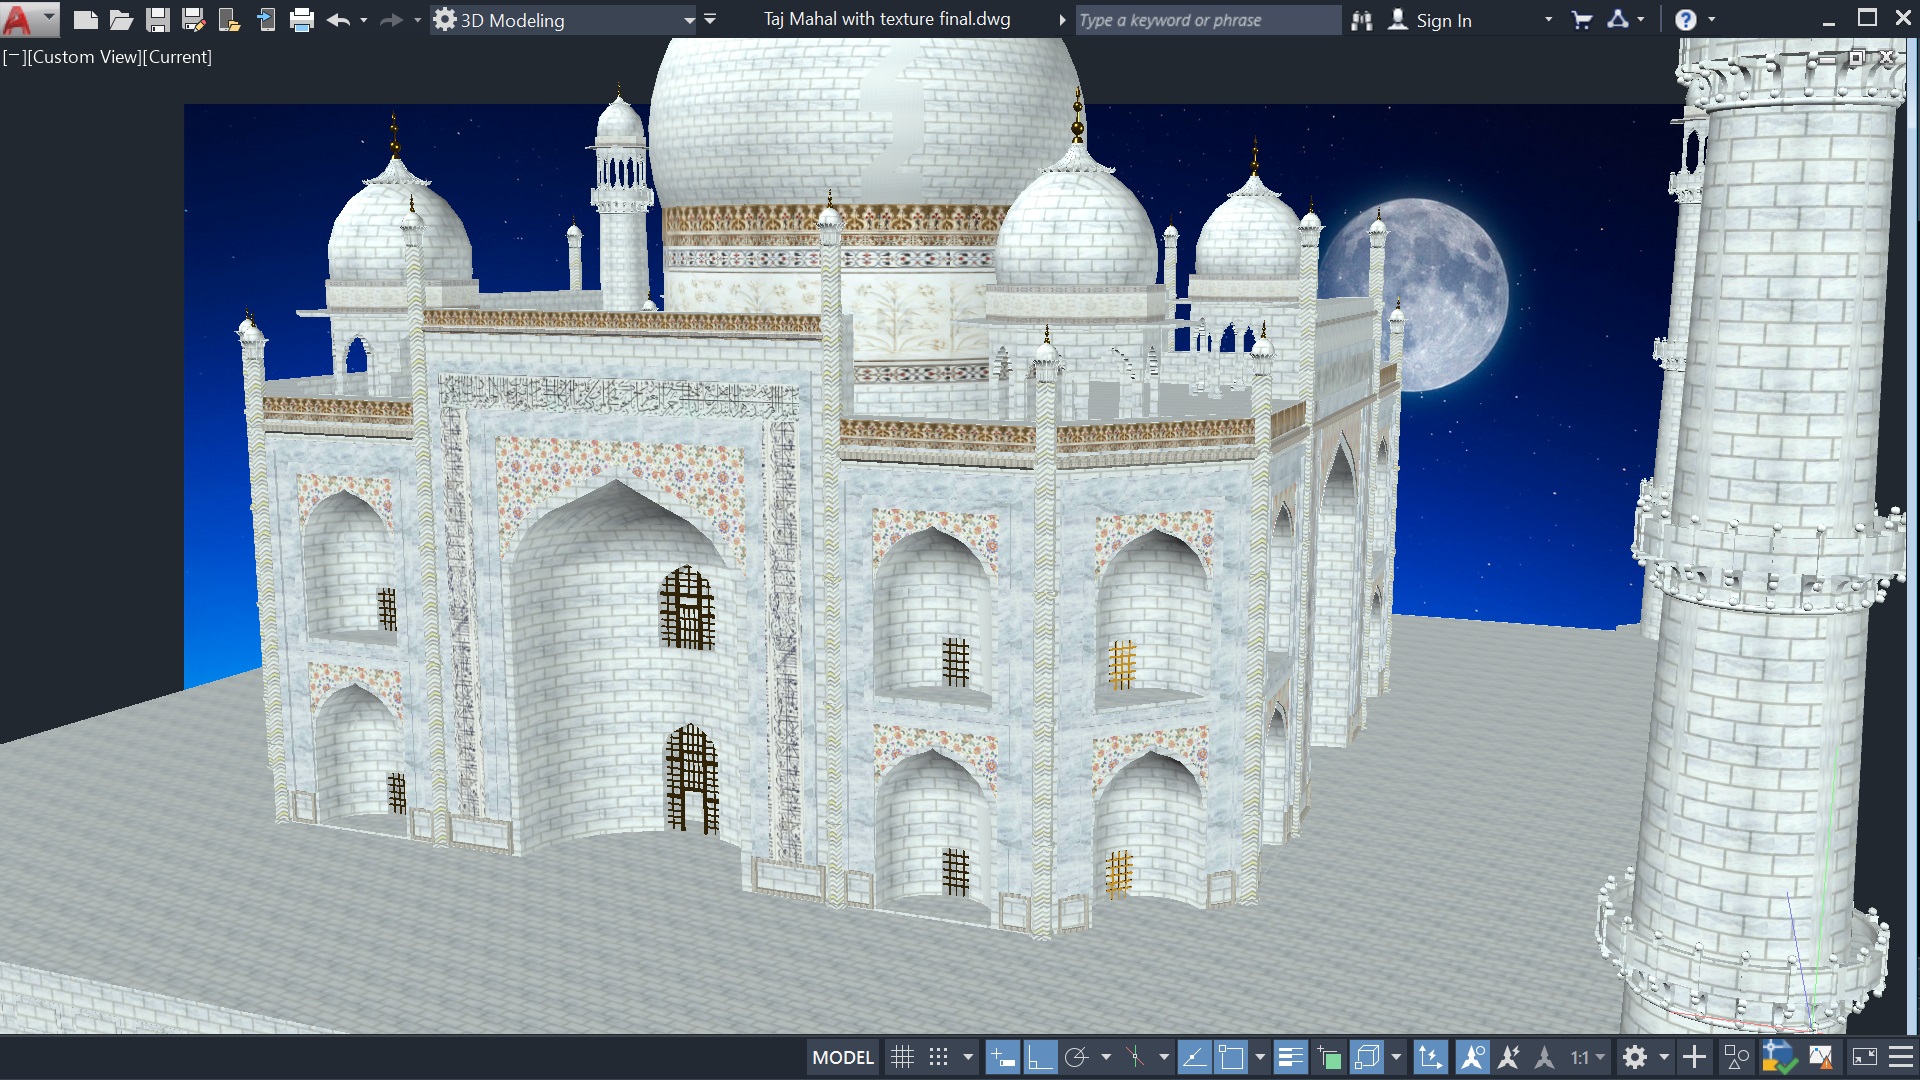 3D Modeling
Taj Mahal with texture final.dwg
Type a keyword or phrase
Sign In
[−][Custom View][Current]
MODEL
1:1